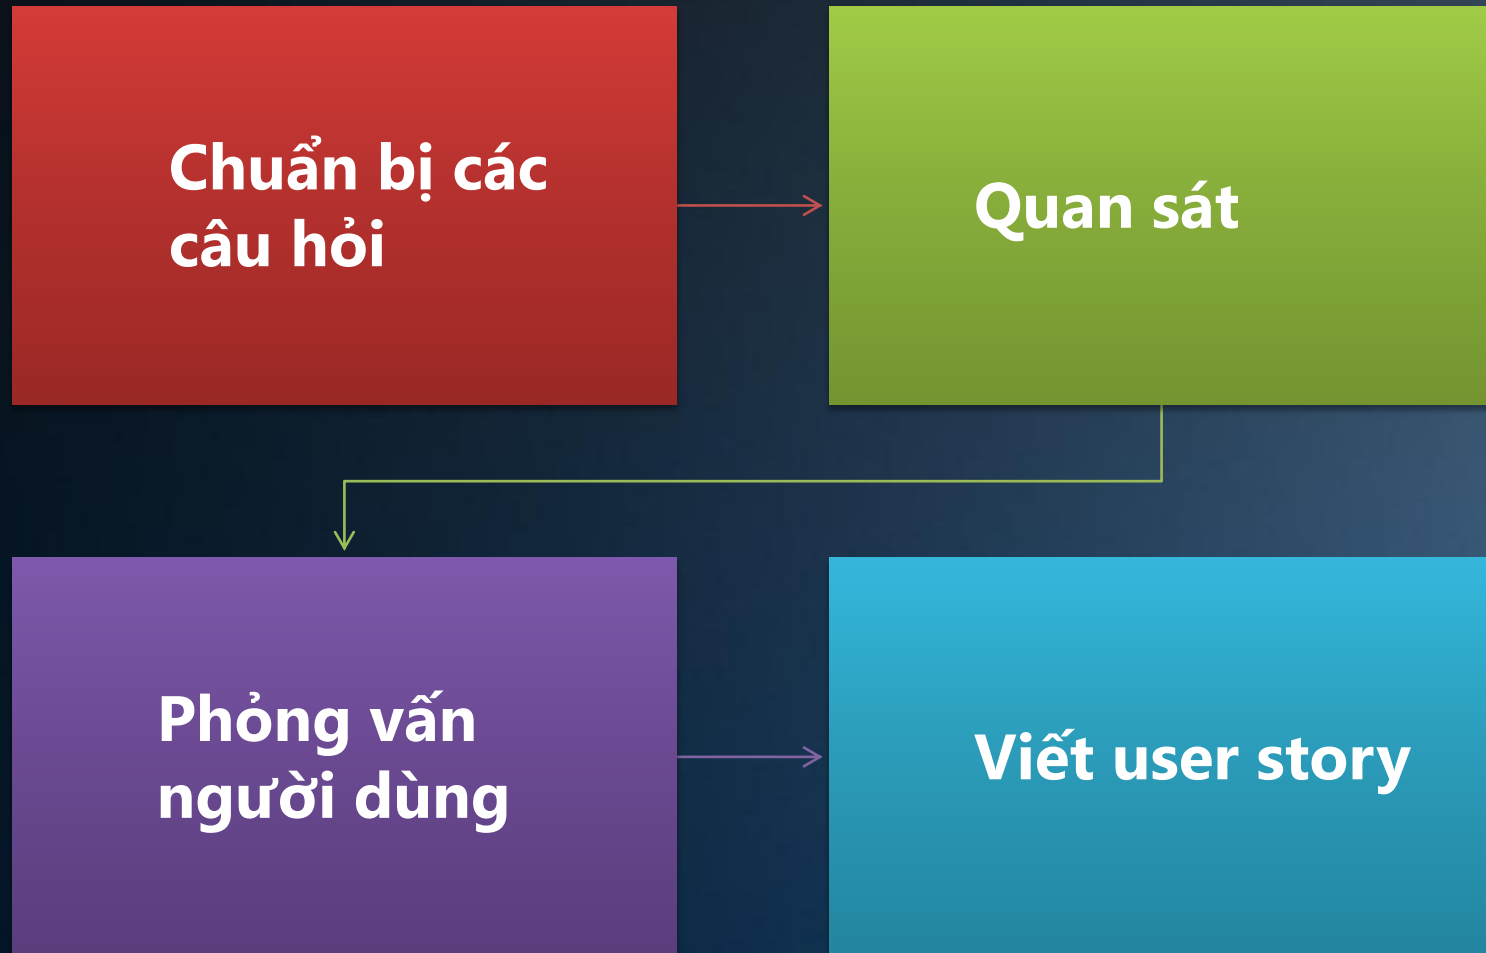 Chuẩn bị các
câu hỏi
Quan sát
Phỏng vấn
người dùng
Viết user story